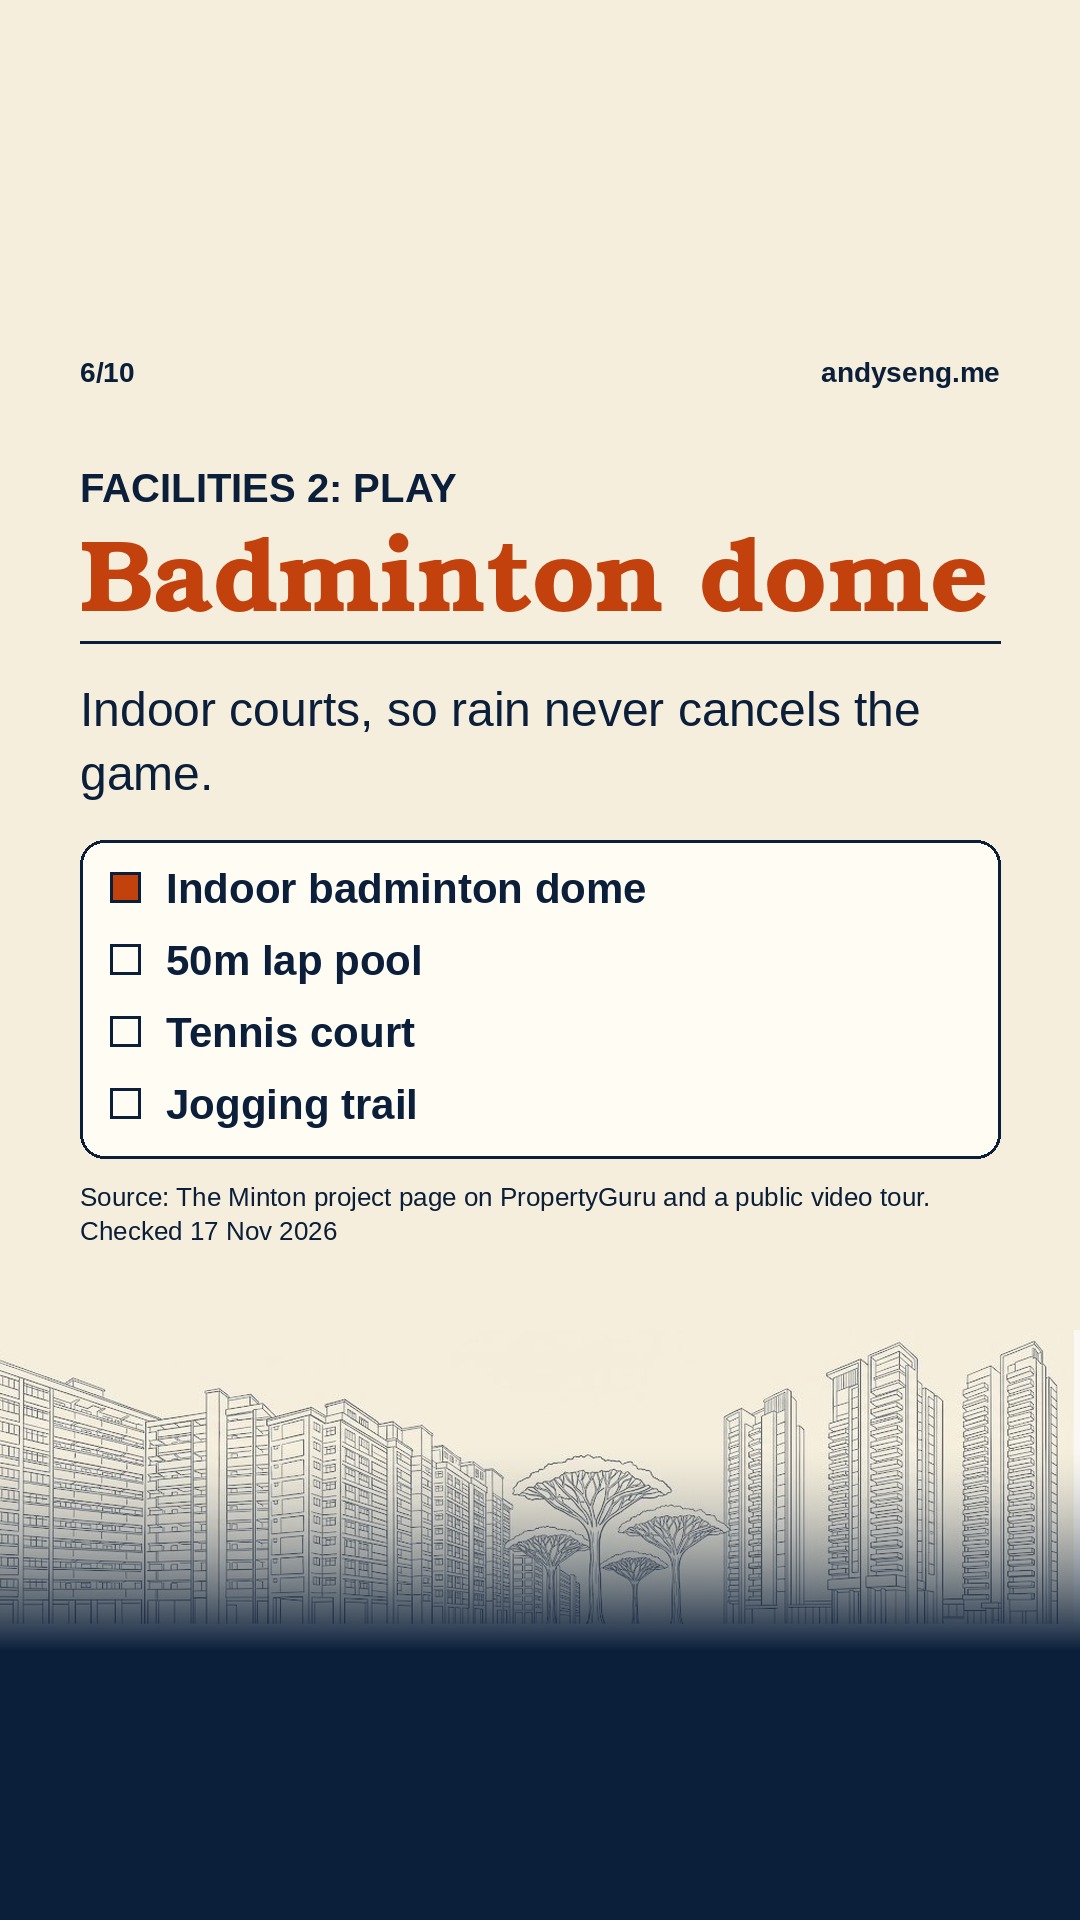 6/10
andyseng.me
FACILITIES 2: PLAY
Badminton dome
Indoor courts, so rain never cancels the
game.
Indoor badminton dome
50m lap pool
Tennis court
Jogging trail
Source: The Minton project page on PropertyGuru and a public video tour.
Checked 17 Nov 2026